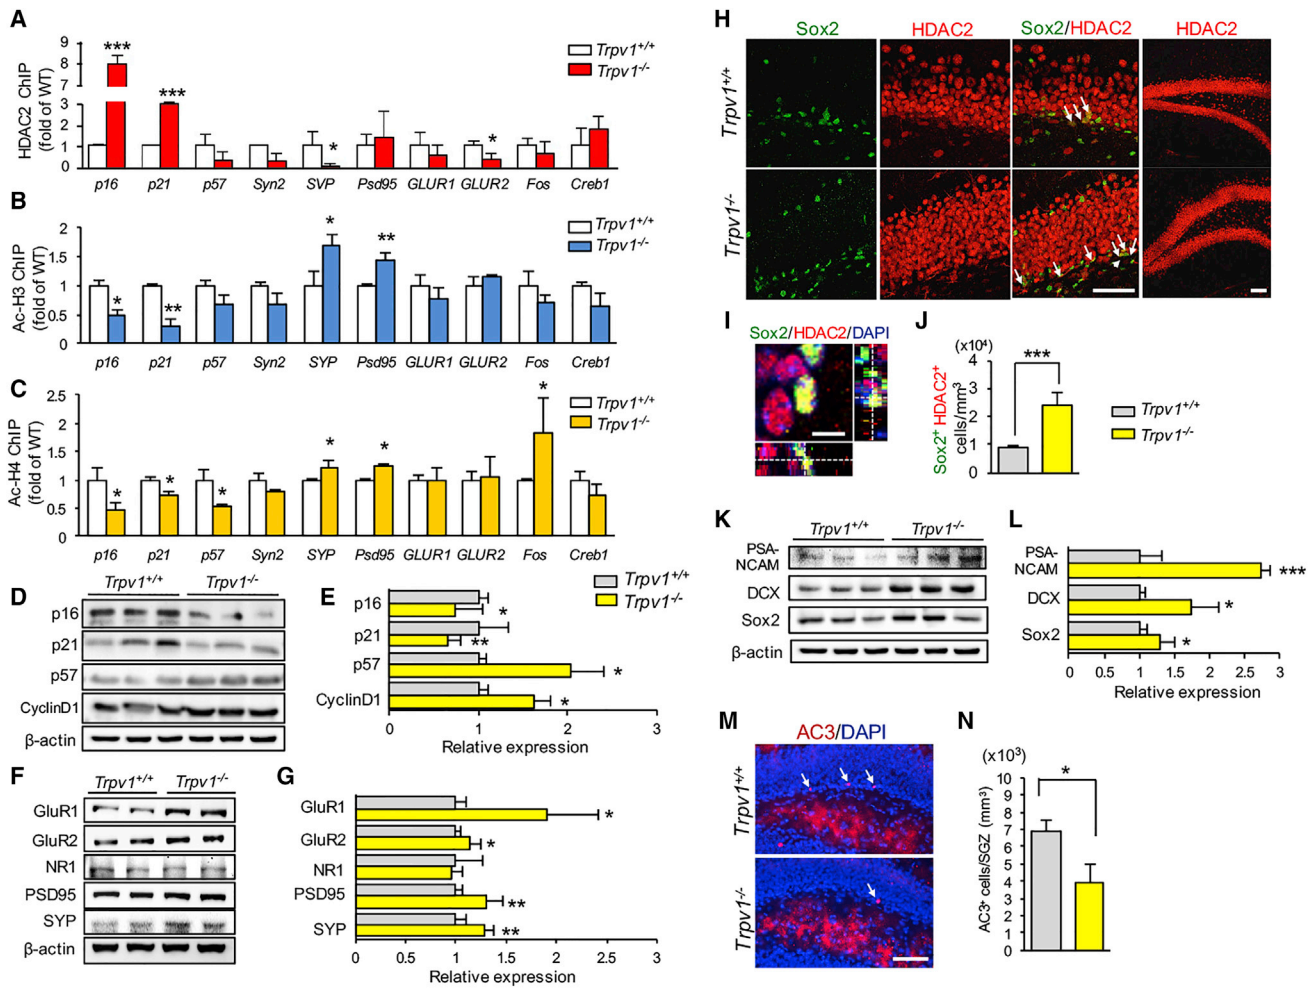 A
HDAC2 ChIP
(fold of WT)
9
8
7
3
2
1
0
***
***
*
*
Trpv1+/+
Trpv1-/-
p16 p21 p57 Syn2 SVP Psd95 GLUR1 GLUR2 Fos Creb1
B
Ac-H3 ChIP
(fold of WT)
2
1.5
1
0.5
0
*
**
*
**
Trpv1+/+
Trpv1-/-
p16 p21 p57 Syn2 SYP Psd95 GLUR1 GLUR2 Fos Creb1
C
Ac-H4 ChIP
(fold of WT)
2.5
2
1.5
1
0.5
0
*
*
*
*
*
*
Trpv1+/+
Trpv1-/-
p16 p21 p57 Syn2 SYP Psd95 GLUR1 GLUR2 Fos Creb1
D
Trpv1+/+ Trpv1-/-
p16
p21
p57
CyclinD1
β-actin
E
Trpv1+/+
Trpv1-/-
p16
*
p21
**
p57
*
CyclinD1
*
0 1 2 3
Relative expression
F
Trpv1+/+ Trpv1-/-
GluR1
GluR2
NR1
PSD95
SYP
β-actin
G
GluR1
*
GluR2
*
NR1
PSD95
**
SYP
**
0 0.5 1 1.5 2 2.5 3
Relative expression
H
Sox2 HDAC2 Sox2/HDAC2 HDAC2
Trpv1+/+
Trpv1-/-
I
Sox2/HDAC2/DAPI
J
(x10⁴)
Sox2+ HDAC2+
cells/mm³
4
3
2
1
0
***
Trpv1+/+
Trpv1-/-
K
Trpv1+/+ Trpv1-/-
PSA-
NCAM
DCX
Sox2
β-actin
L
PSA-
NCAM
***
DCX
*
Sox2
*
0 0.5 1 1.5 2 2.5 3
Relative expression
M
AC3/DAPI
Trpv1+/+
Trpv1-/-
N
(x10³)
AC3+ cells/SGZ (mm³)
10
9
8
7
6
5
4
3
2
1
0
*